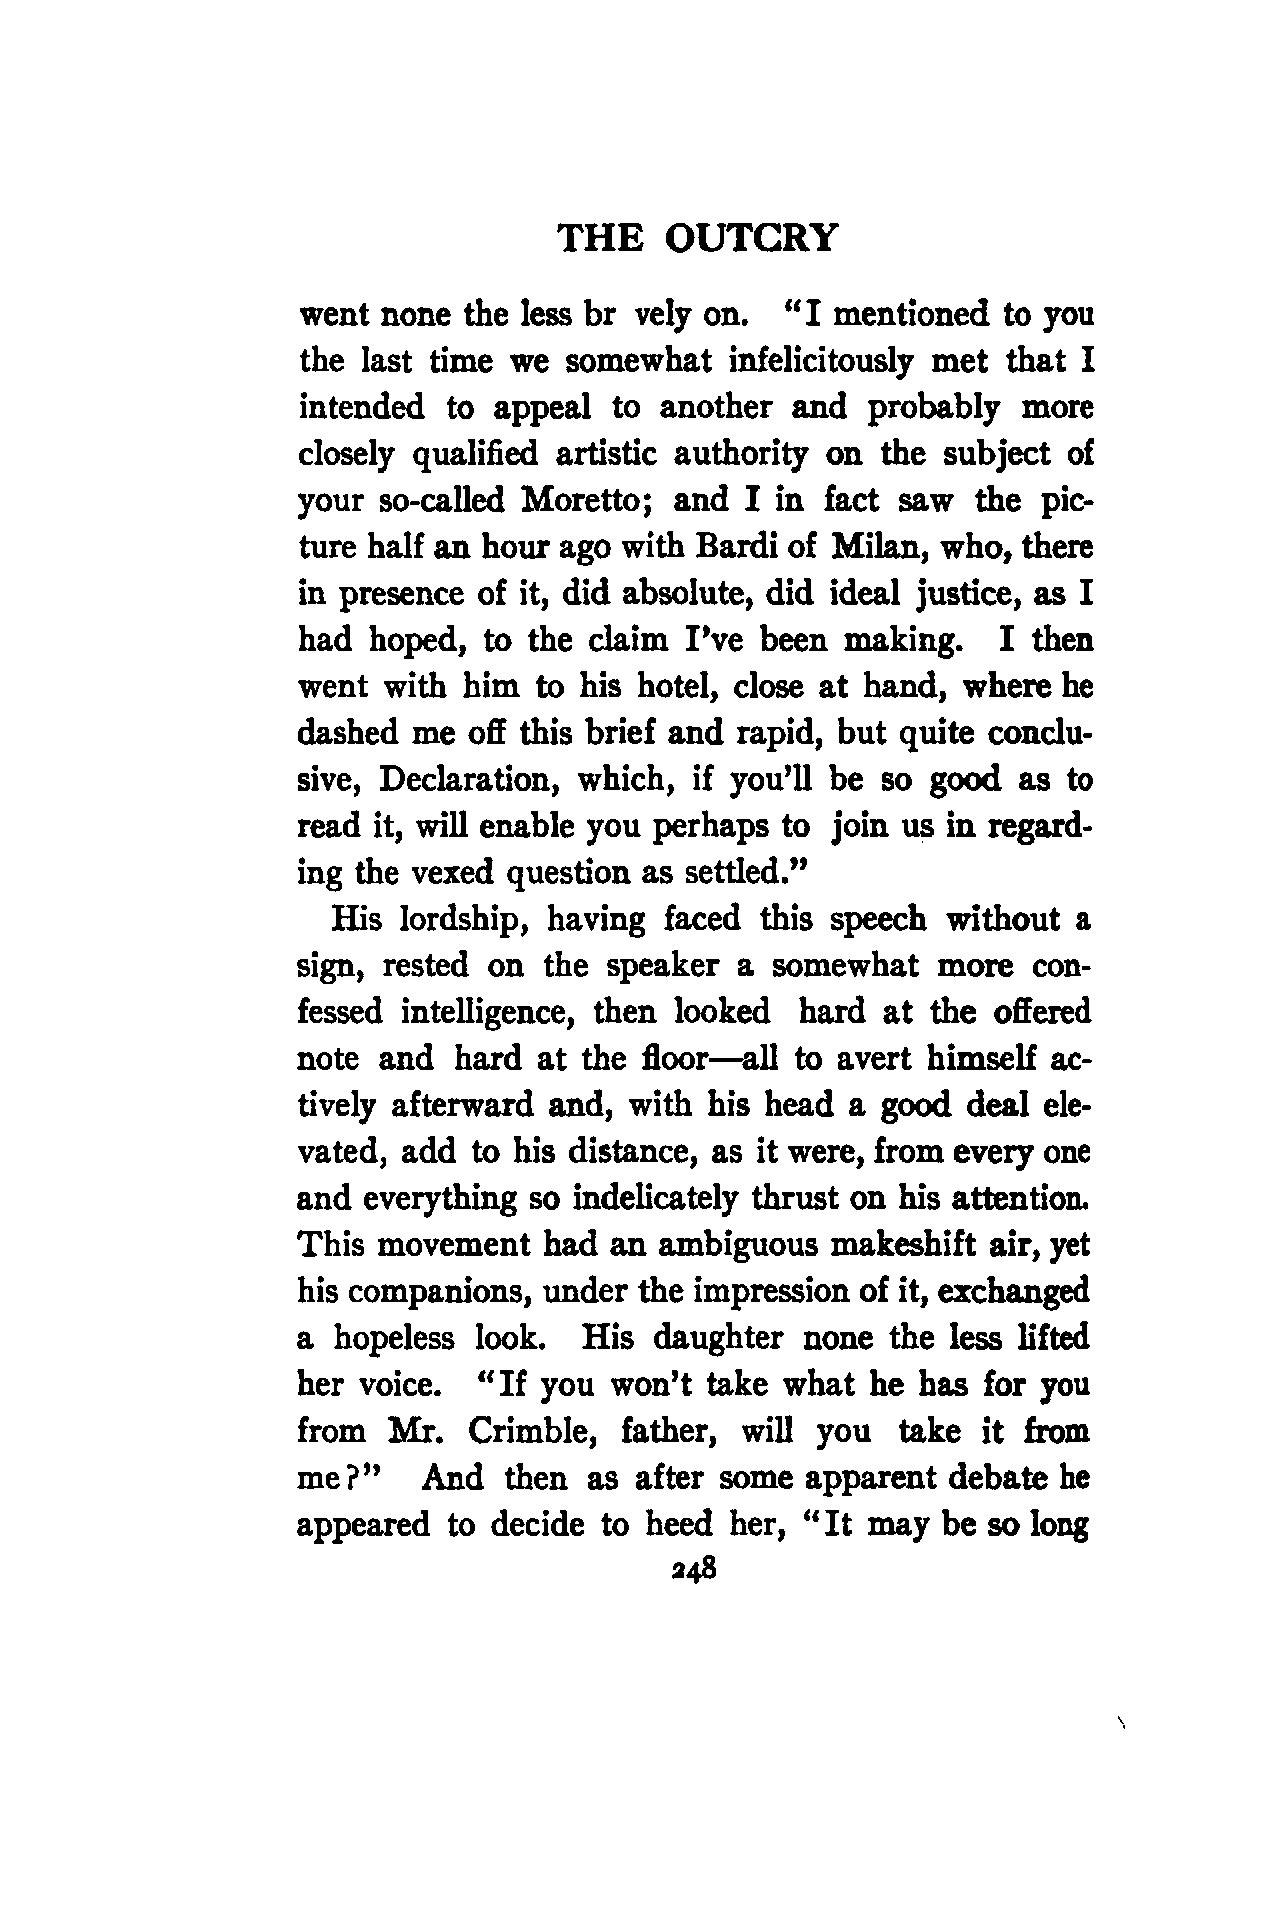 THE OUTCRY
went none the less br vely on. "I mentioned to you
the last time we somewhat infelicitously met that I
intended to appeal to another and probably more
closely qualified artistic authority on the subject of
your so-called Moretto; and I in fact saw the pic-
ture half an hour ago with Bardi of Milan, who, there
in presence of it, did absolute, did ideal justice, as I
had hoped, to the claim I've been making. I then
went with him to his hotel, close at hand, where he
dashed me off this brief and rapid, but quite conclu-
sive, Declaration, which, if you'll be so good as to
read it, will enable you perhaps to join us in regard-
ing the vexed question as settled."
His lordship, having faced this speech without a
sign, rested on the speaker a somewhat more con-
fessed intelligence, then looked hard at the offered
note and hard at the floor—all to avert himself ac-
tively afterward and, with his head a good deal ele-
vated, add to his distance, as it were, from every one
and everything so indelicately thrust on his attention.
This movement had an ambiguous makeshift air, yet
his companions, under the impression of it, exchanged
a hopeless look. His daughter none the less lifted
her voice. "If you won't take what he has for you
from Mr. Crimble, father, will you take it from
me?" And then as after some apparent debate he
appeared to decide to heed her, "It may be so long
248